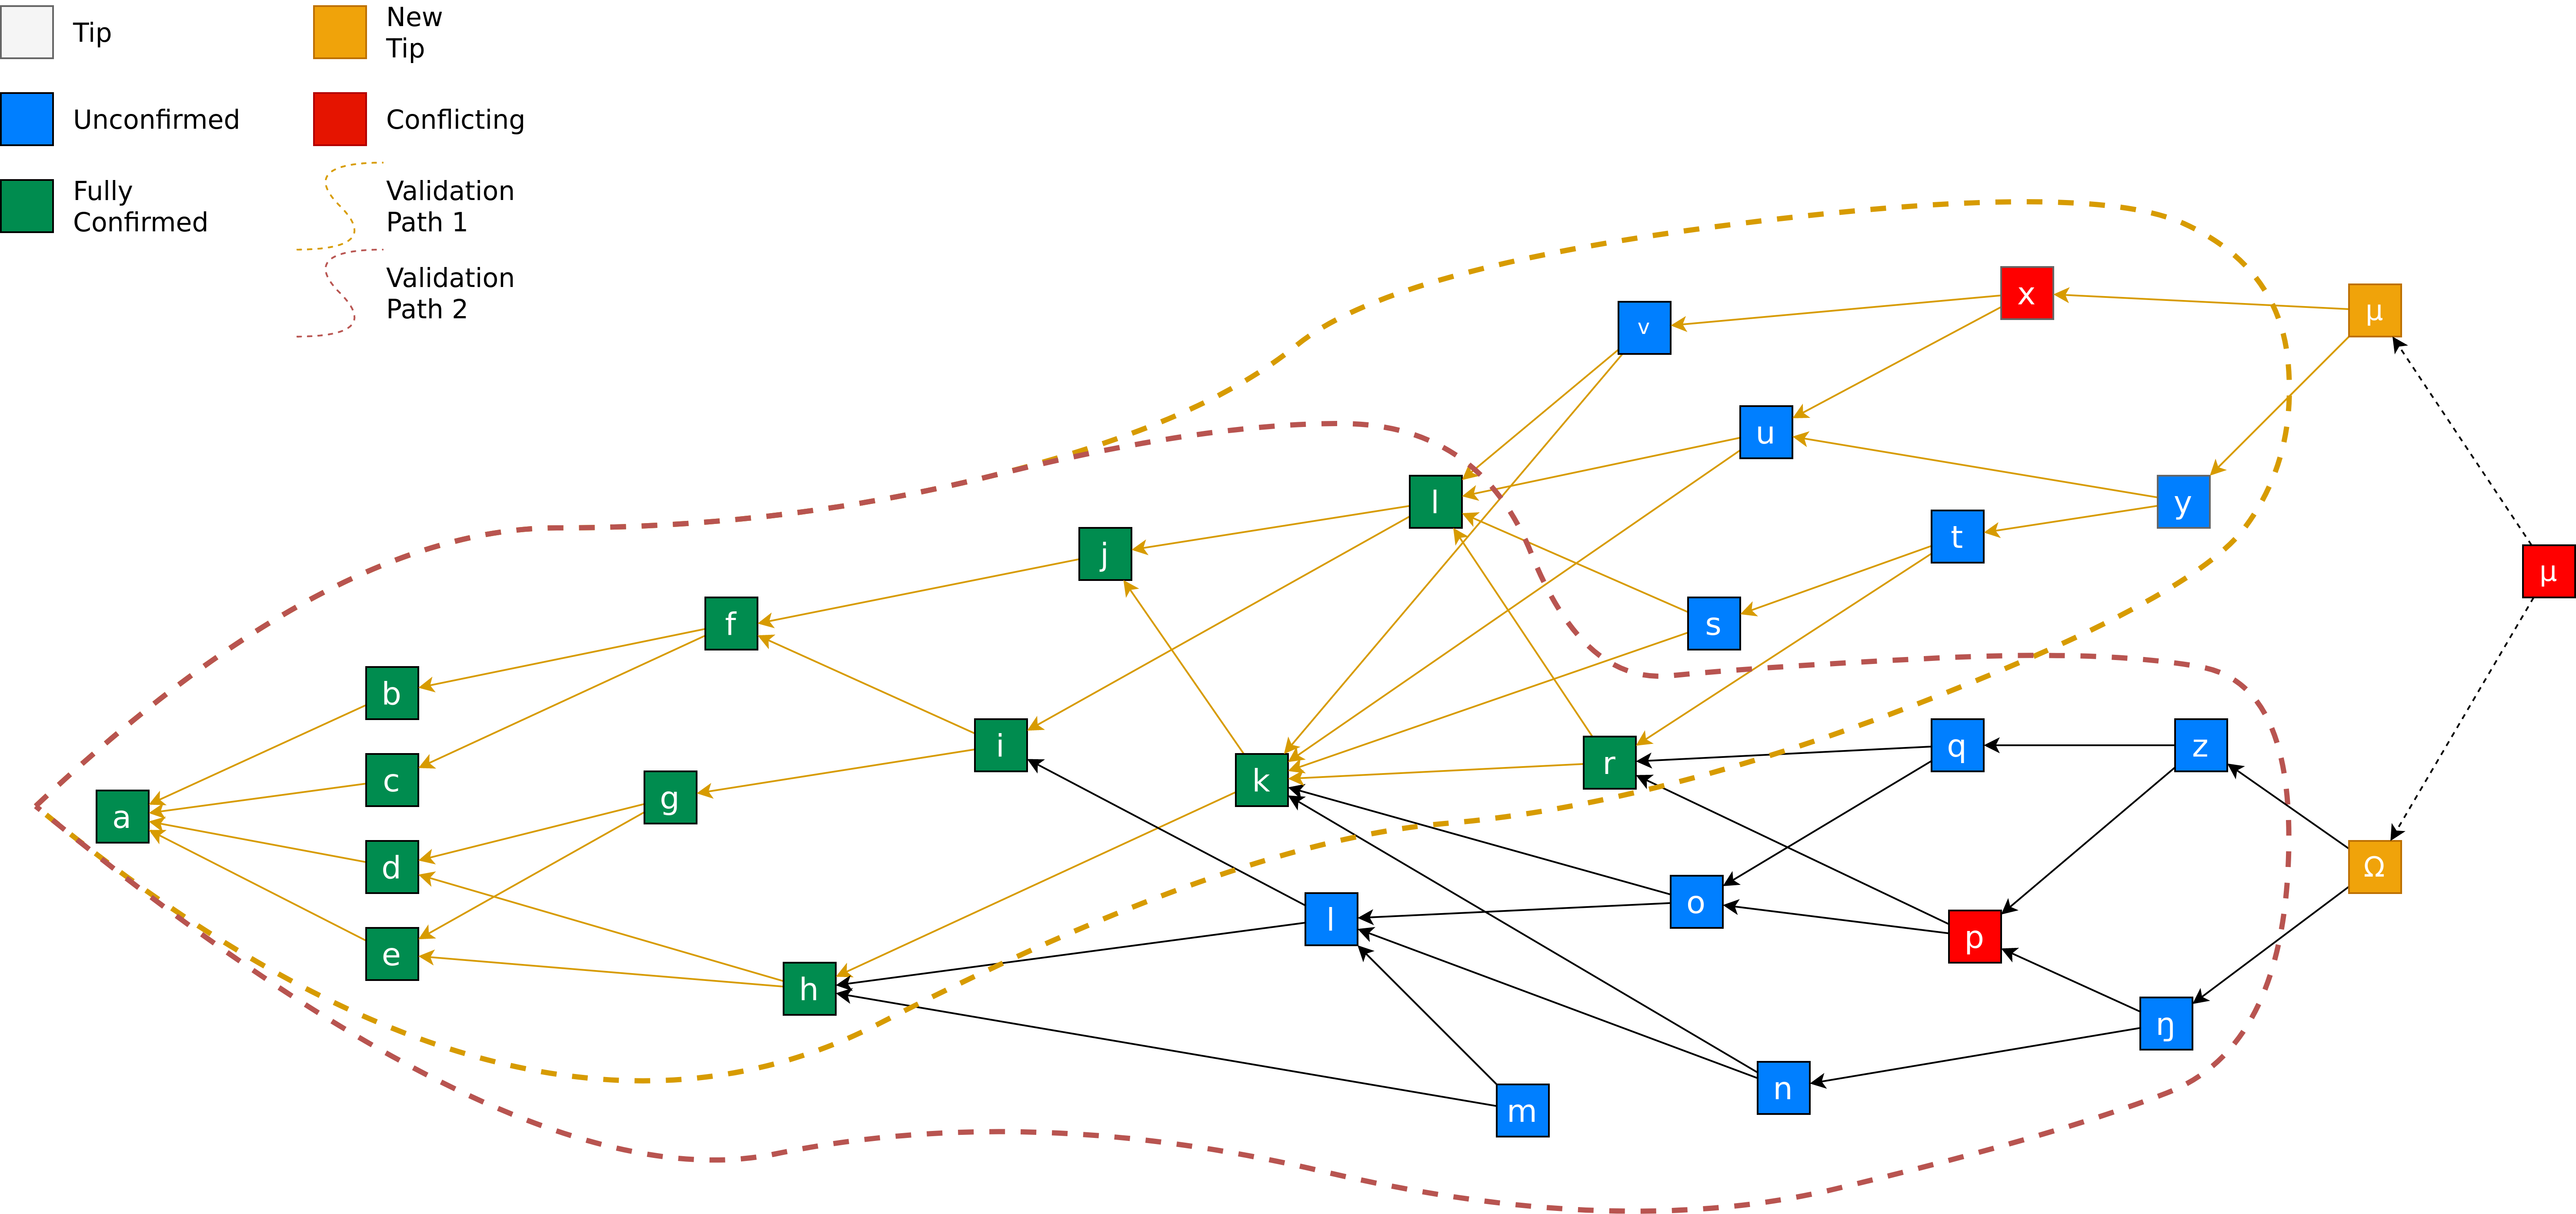 Tip
New
Tip
Unconfirmed
Conflicting
Fully
Confirmed
Validation
Path 1
Validation
Path 2
x
μ
v
u
l
y
t
j
μ
f
s
b
i
q
z
r
c
k
g
a
d
Ω
o
l
p
e
h
ŋ
n
m